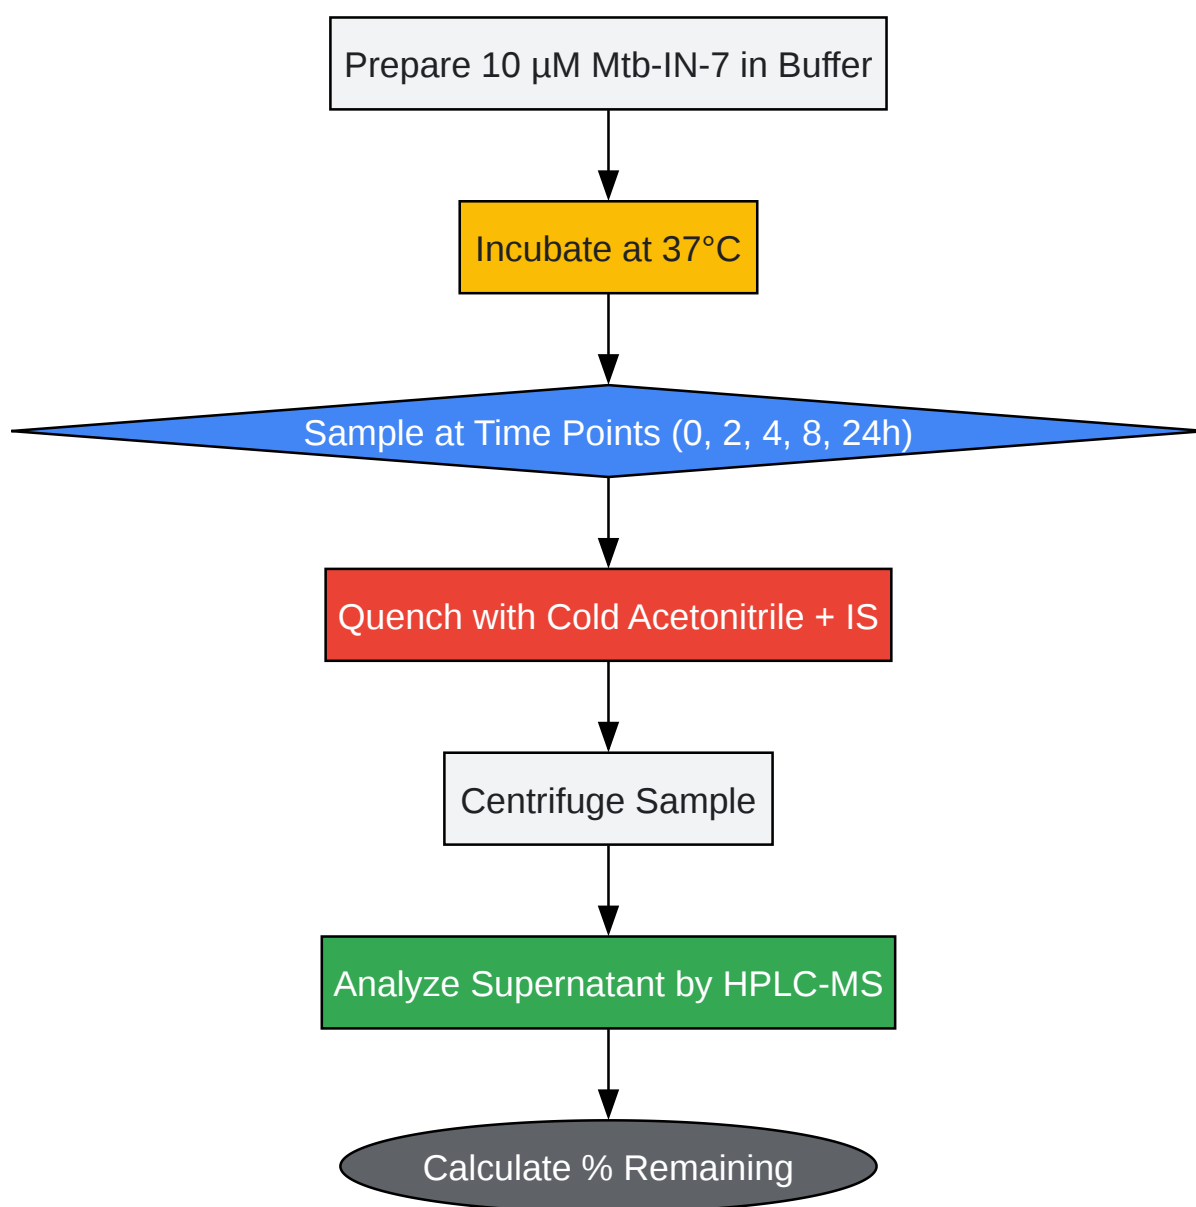 Prepare 10 µM Mtb-IN-7 in Buffer
Incubate at 37°C
Sample at Time Points (0, 2, 4, 8, 24h)
Quench with Cold Acetonitrile + IS
Centrifuge Sample
Analyze Supernatant by HPLC-MS
Calculate % Remaining